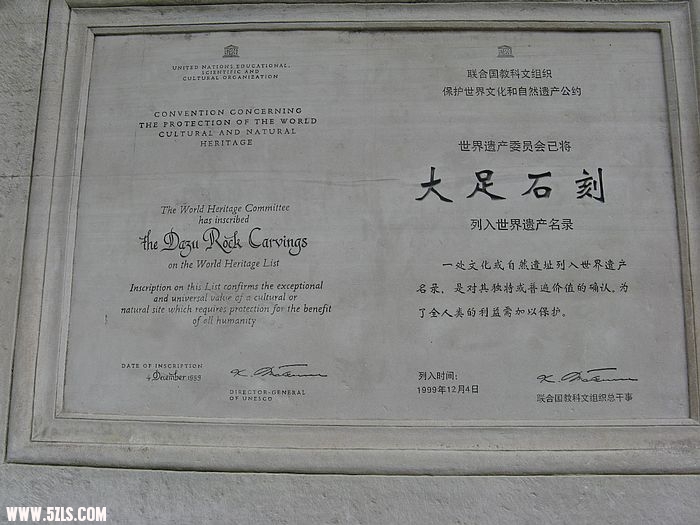 UNITED NATIONS EDUCATIONAL,
SCIENTIFIC AND
CULTURAL ORGANIZATION
CONVENTION CONCERNING
THE PROTECTION OF THE WORLD
CULTURAL AND NATURAL
HERITAGE
The World Heritage Committee
has inscribed
the Dazu Rock Carvings
on the World Heritage List
Inscription on this List confirms the exceptional
and universal value of a cultural or
natural site which requires protection for the benefit
of all humanity
DATE OF INSCRIPTION
4 December 1999
DIRECTOR-GENERAL
OF UNESCO
联合国教科文组织
保护世界文化和自然遗产公约
世界遗产委员会已将
大足石刻
列入世界遗产名录
一处文化或自然遗址列入世界遗产
名录，是对其独特或普遍价值的确认。为
了全人类的利益需加以保护。
列入时间：
1999年12月4日
联合国教科文组织总干事
WWW.5ZLS.COM